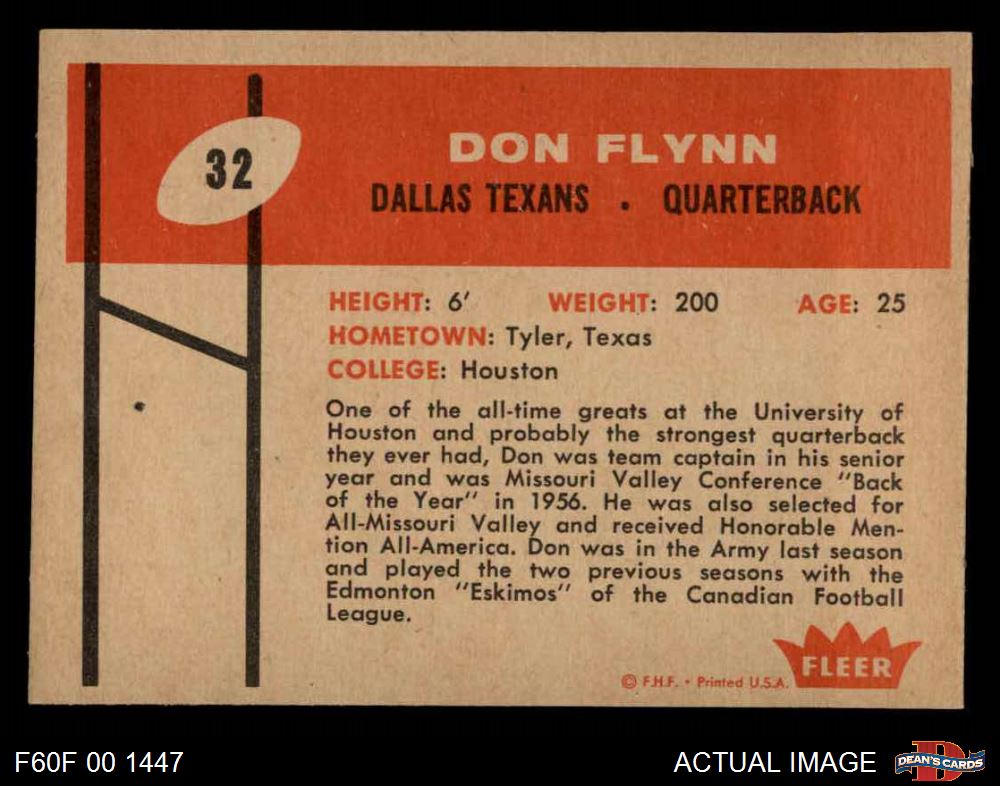 32
DON FLYNN
DALLAS TEXANS . QUARTERBACK
HEIGHT: 6' WEIGHT: 200 AGE: 25
HOMETOWN: Tyler, Texas
COLLEGE: Houston
One of the all-time greats at the University of
Houston and probably the strongest quarterback
they ever had, Don was team captain in his senior
year and was Missouri Valley Conference "Back
of the Year" in 1956. He was also selected for
All-Missouri Valley and received Honorable Men-
tion All-America. Don was in the Army last season
and played the two previous seasons with the
Edmonton "Eskimos" of the Canadian Football
League.
FLEER
© F.H.F. • Printed U.S.A.
F60F 00 1447
ACTUAL IMAGE
D
DEAN'S CARDS